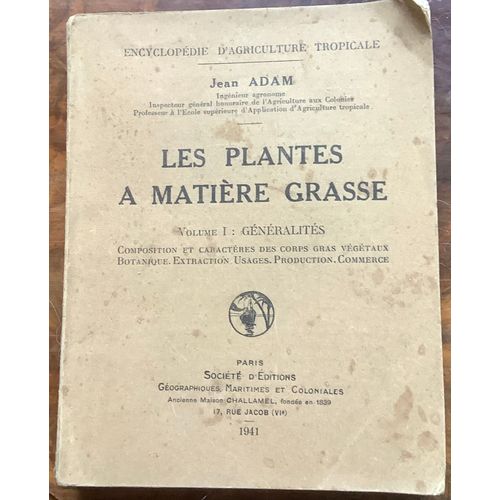 ENCYCLOPÉDIE D'AGRICULTURE TROPICALE
Jean ADAM
Ingénieur agronome
Inspecteur général honoraire de l'Agriculture aux Colonies
Professeur à l'Ecole supérieure d'Application d'Agriculture tropicale
LES PLANTES
A MATIÈRE GRASSE
VOLUME I : GÉNÉRALITÉS
COMPOSITION ET CARACTÈRES DES CORPS GRAS VÉGÉTAUX
BOTANIQUE. EXTRACTION USAGES. PRODUCTION. COMMERCE
PARIS
SOCIÉTÉ D'ÉDITIONS
GÉOGRAPHIQUES, MARITIMES ET COLONIALES
Ancienne Maison CHALLAMEL, fondée en 1839
17, RUE JACOB (VIe)
1941